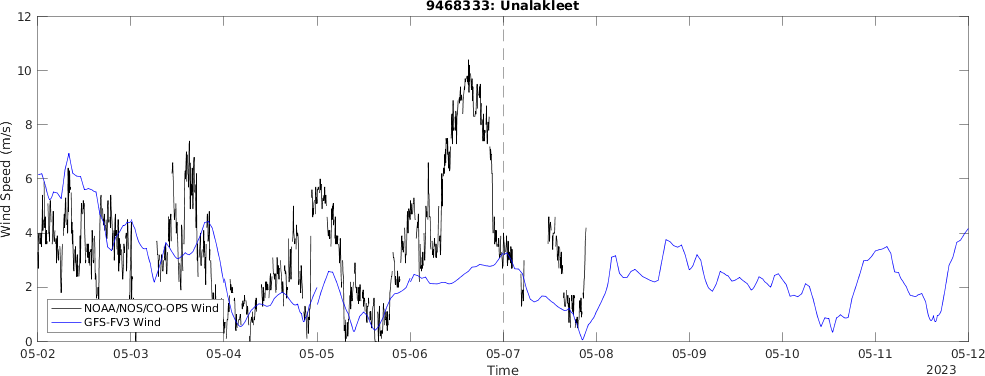 9468333: Unalakleet
12
10
8
6
4
2
0
Wind Speed (m/s)
NOAA/NOS/CO-OPS Wind
GFS-FV3 Wind
05-02 05-03 05-04 05-05 05-06 05-07 05-08 05-09 05-10 05-11 05-12
Time
2023